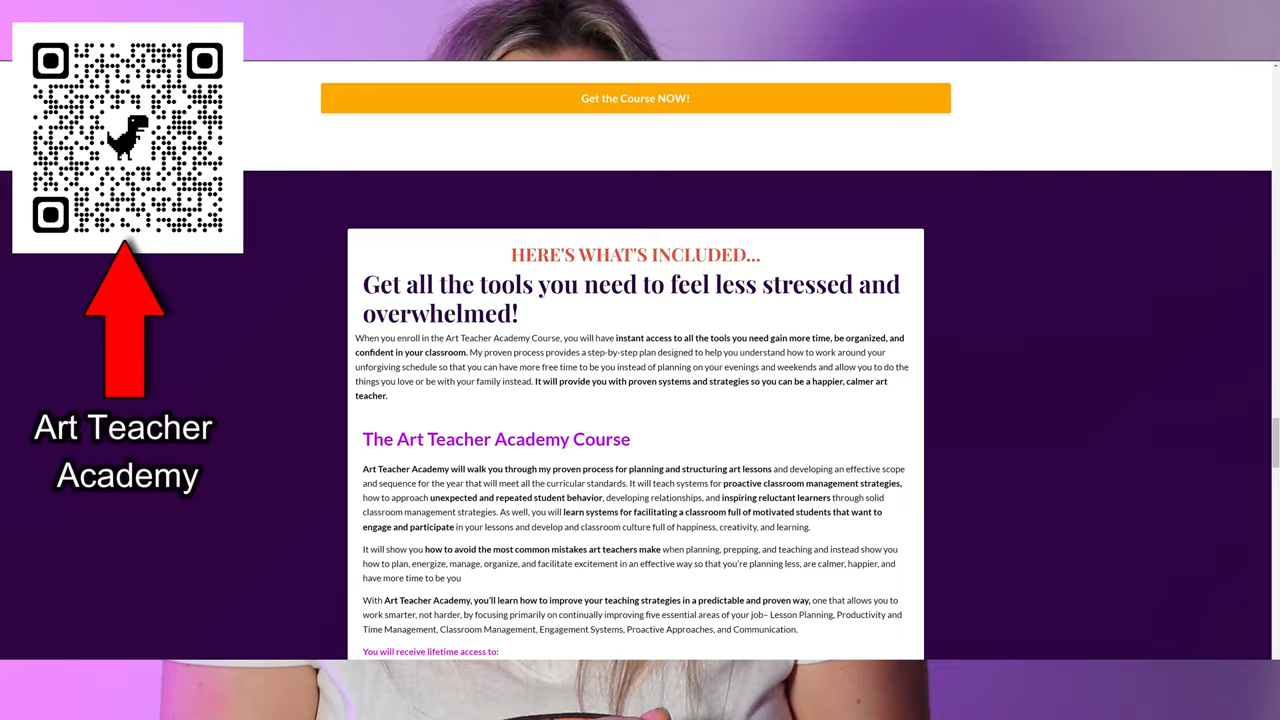 Get the Course NOW!
HERE'S WHAT'S INCLUDED...
Get all the tools you need to feel less stressed and
overwhelmed!
When you enroll in the Art Teacher Academy Course, you will have instant access to all the tools you need gain more time, be organized, and
confident in your classroom. My proven process provides a step-by-step plan designed to help you understand how to work around your
unforgiving schedule so that you can have more free time to be you instead of planning on your evenings and weekends and allow you to do the
things you love or be with your family instead. It will provide you with proven systems and strategies so you can be a happier, calmer art
teacher.
The Art Teacher Academy Course
Art Teacher Academy will walk you through my proven process for planning and structuring art lessons and developing an effective scope
and sequence for the year that will meet all the curricular standards. It will teach systems for proactive classroom management strategies,
how to approach unexpected and repeated student behavior, developing relationships, and inspiring reluctant learners through solid
classroom management strategies. As well, you will learn systems for facilitating a classroom full of motivated students that want to
engage and participate in your lessons and develop and classroom culture full of happiness, creativity, and learning.
It will show you how to avoid the most common mistakes art teachers make when planning, prepping, and teaching and instead show you
how to plan, energize, manage, organize, and facilitate excitement in an effective way so that you're planning less, are calmer, happier, and
have more time to be you
With Art Teacher Academy, you'll learn how to improve your teaching strategies in a predictable and proven way, one that allows you to
work smarter, not harder, by focusing primarily on continually improving five essential areas of your job– Lesson Planning, Productivity and
Time Management, Classroom Management, Engagement Systems, Proactive Approaches, and Communication.
You will receive lifetime access to:
Art Teacher
Academy